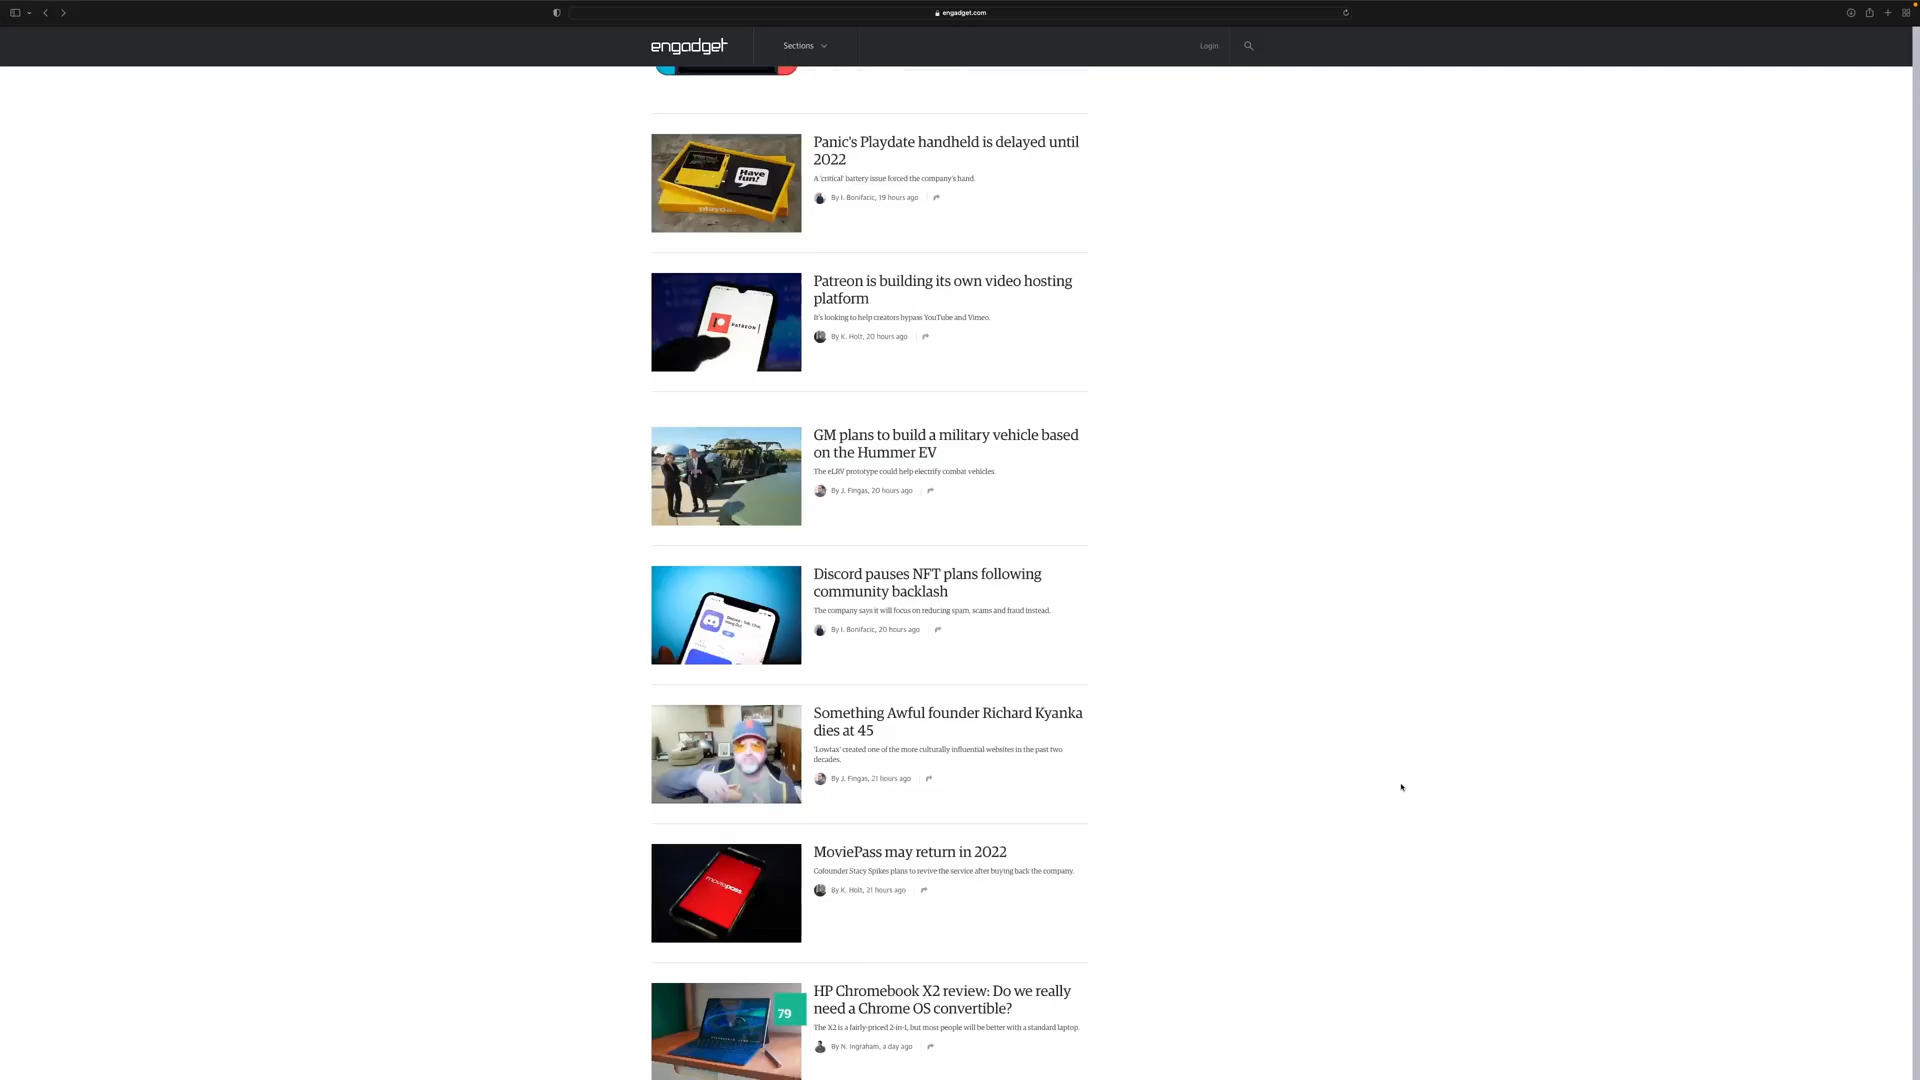 engadget.com
engadget
Sections
Login
Panic's Playdate handheld is delayed until
2022
A 'critical' battery issue forced the company's hand.
By I. Bonifacic, 19 hours ago
Have
fun!
Patreon is building its own video hosting
platform
It's looking to help creators bypass YouTube and Vimeo.
By K. Holt, 20 hours ago
PATREON
GM plans to build a military vehicle based
on the Hummer EV
The eLRV prototype could help electrify combat vehicles.
By J. Fingas, 20 hours ago
Discord pauses NFT plans following
community backlash
The company says it will focus on reducing spam, scams and fraud instead.
By I. Bonifacic, 20 hours ago
Something Awful founder Richard Kyanka
dies at 45
'Lowtax' created one of the more culturally influential websites in the past two
decades.
By J. Fingas, 21 hours ago
MoviePass may return in 2022
Cofounder Stacy Spikes plans to revive the service after buying back the company.
By K. Holt, 21 hours ago
moviepass
HP Chromebook X2 review: Do we really
need a Chrome OS convertible?
The X2 is a fairly-priced 2-in-1, but most people will be better with a standard laptop.
By N. Ingraham, a day ago
79